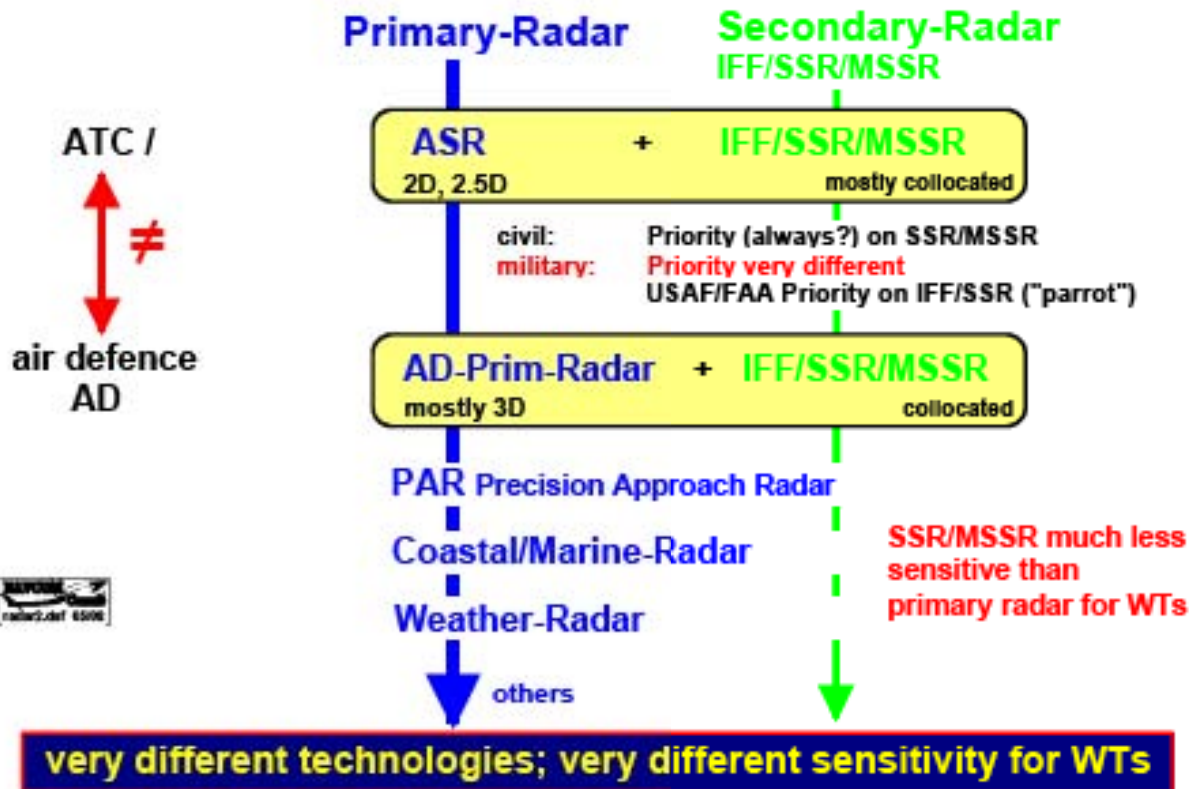 Primary-Radar
Secondary-Radar
IFF/SSR/MSSR
ATC /
ASR + IFF/SSR/MSSR
2D, 2.5D mostly collocated
≠
civil: Priority (always?) on SSR/MSSR
military: Priority very different
USAF/FAA Priority on IFF/SSR ("parrot")
air defence
AD
AD-Prim-Radar + IFF/SSR/MSSR
mostly 3D collocated
PAR Precision Approach Radar
Coastal/Marine-Radar
Weather-Radar
SSR/MSSR much less
sensitive than
primary radar for WTs
others
very different technologies; very different sensitivity for WTs